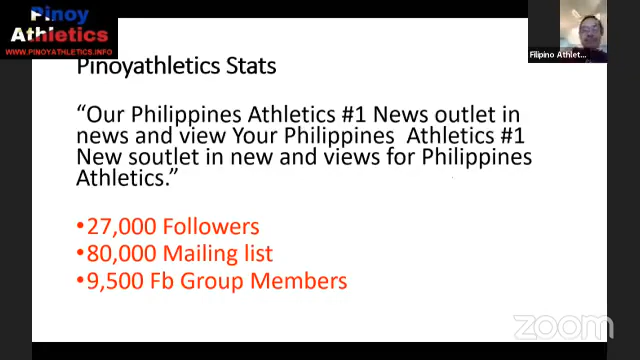 Pinoy
Athletics
WWW.PINOYATHLETICS.INFO
Filipino Athlet...
Pinoyathletics Stats
“Our Philippines Athletics #1 News outlet in
news and view Your Philippines Athletics #1
New soutlet in new and views for Philippines
Athletics.”
•27,000 Followers
•80,000 Mailing list
•9,500 Fb Group Members
zoom